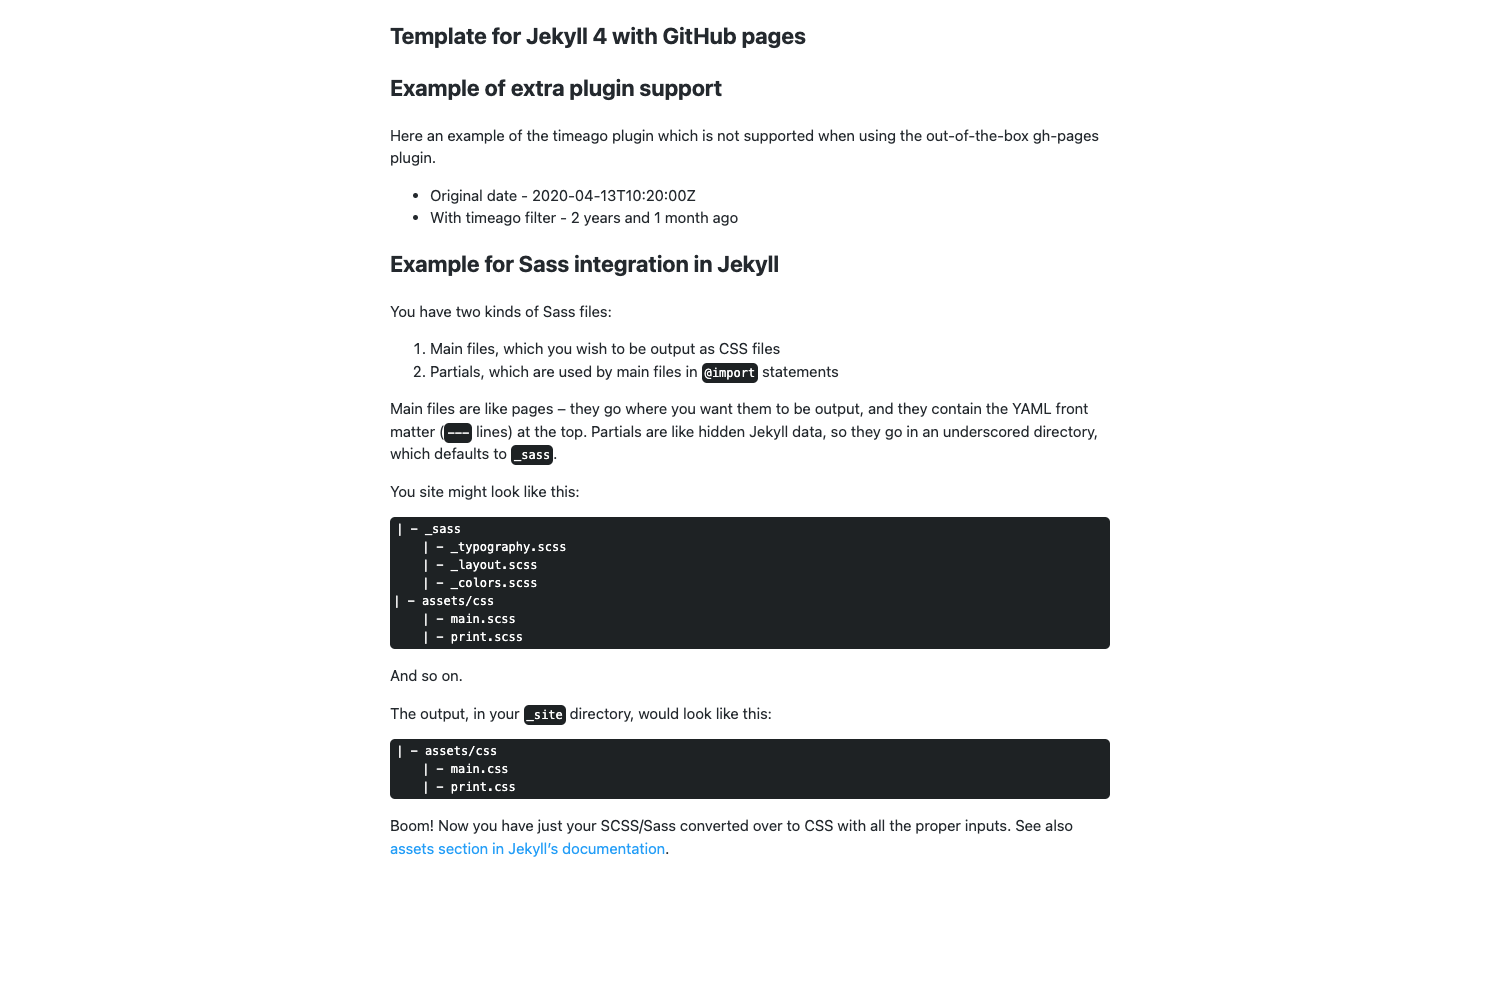 Template for Jekyll 4 with GitHub pages
Example of extra plugin support
Here an example of the timeago plugin which is not supported when using the out-of-the-box gh-pages
plugin.
• Original date - 2020-04-13T10:20:00Z
• With timeago filter - 2 years and 1 month ago
Example for Sass integration in Jekyll
You have two kinds of Sass files:
1. Main files, which you wish to be output as CSS files
2. Partials, which are used by main files in @import statements
Main files are like pages – they go where you want them to be output, and they contain the YAML front
matter (--- lines) at the top. Partials are like hidden Jekyll data, so they go in an underscored directory,
which defaults to _sass.
You site might look like this:
| - _sass
    | - _typography.scss
    | - _layout.scss
    | - _colors.scss
| - assets/css
    | - main.scss
    | - print.scss
And so on.
The output, in your _site directory, would look like this:
| - assets/css
    | - main.css
    | - print.css
Boom! Now you have just your SCSS/Sass converted over to CSS with all the proper inputs. See also
assets section in Jekyll’s documentation.